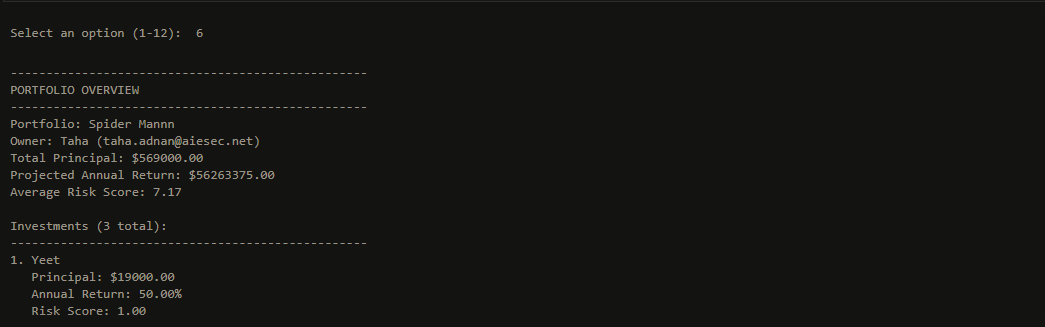 Select an option (1-12):  6
--------------------------------------------------
PORTFOLIO OVERVIEW
--------------------------------------------------
Portfolio: Spider Mannn
Owner: Taha (taha.adnan@aiesec.net)
Total Principal: $569000.00
Projected Annual Return: $56263375.00
Average Risk Score: 7.17
Investments (3 total):
--------------------------------------------------
1. Yeet
   Principal: $19000.00
   Annual Return: 50.00%
   Risk Score: 1.00